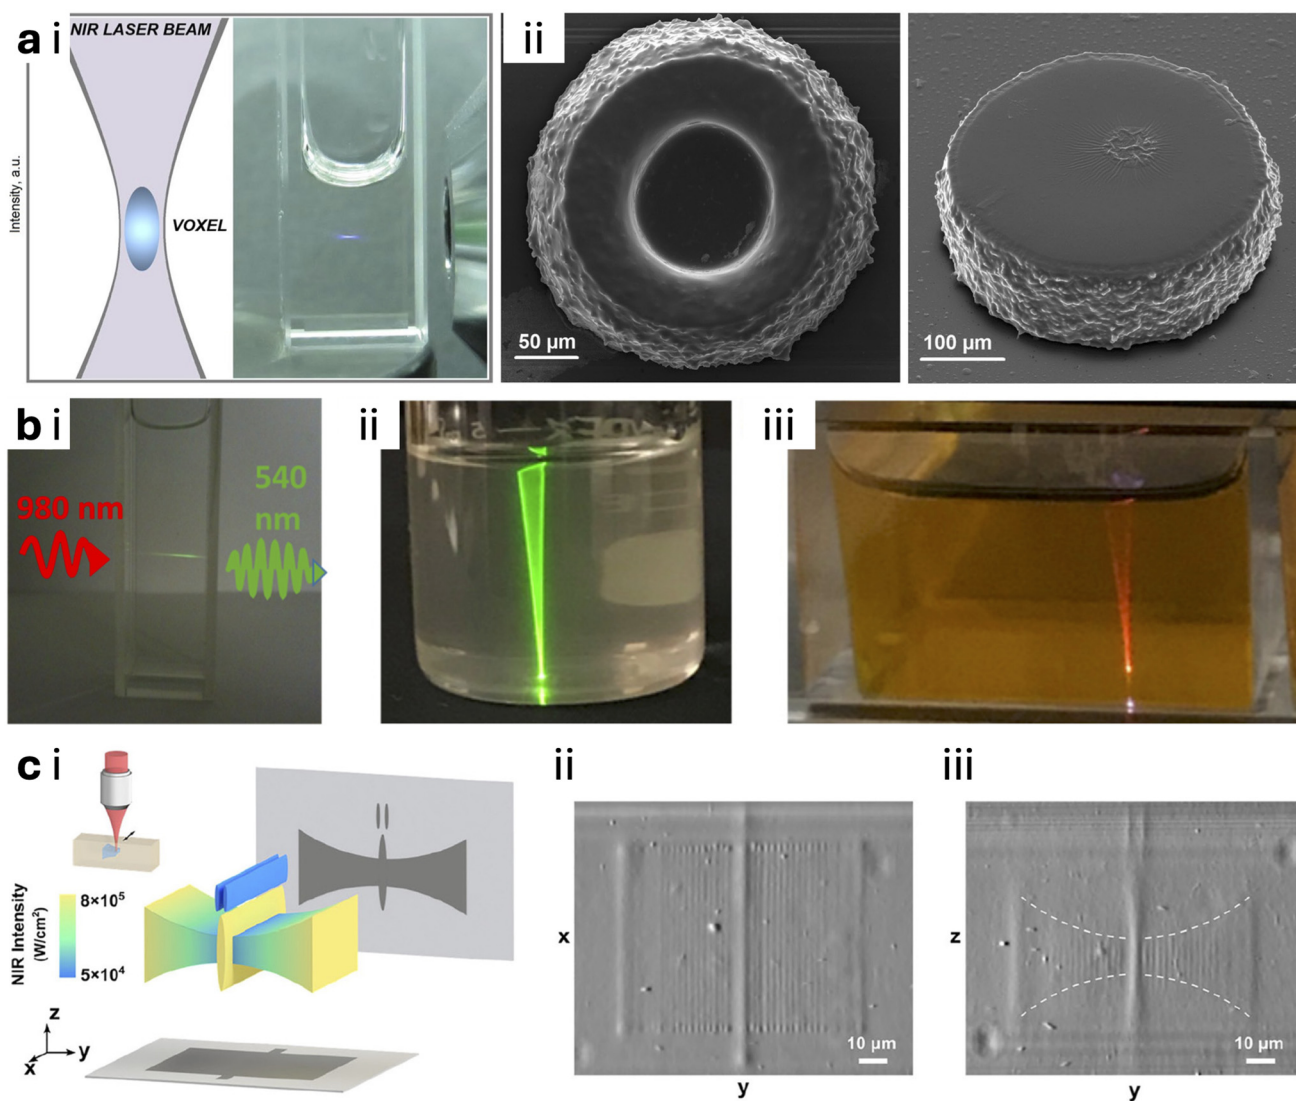 a i
NIR LASER BEAM
Intensity, a.u.
VOXEL
ii
50 µm
100 µm
b i
980 nm
540
nm
ii
iii
c i
NIR Intensity
(W/cm²)
8×10⁵
5×10⁴
z
y
x
ii
x
10 µm
y
iii
z
10 µm
y